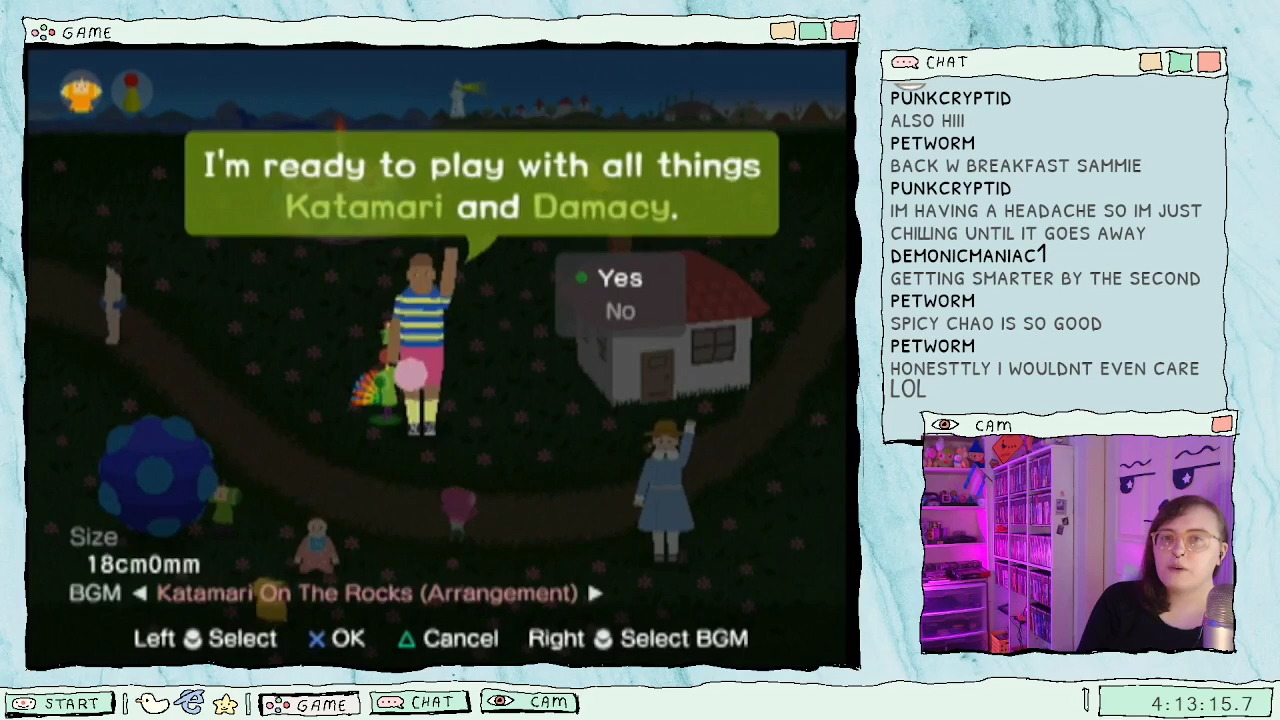 GAME
I'm ready to play with all things
Katamari and Damacy.
Yes
No
Size
18cm0mm
BGM Katamari On The Rocks (Arrangement)
Left Select OK Cancel Right Select BGM
CHAT
PUNKCRYPTID
ALSO HIII
PETWORM
BACK W BREAKFAST SAMMIE
PUNKCRYPTID
IM HAVING A HEADACHE SO IM JUST
CHILLING UNTIL IT GOES AWAY
DEMONICMANIAC1
GETTING SMARTER BY THE SECOND
PETWORM
SPICY CHAO IS SO GOOD
PETWORM
HONESTTLY I WOULDNT EVEN CARE
LOL
CAM
START GAME CHAT CAM 4:13:15.7